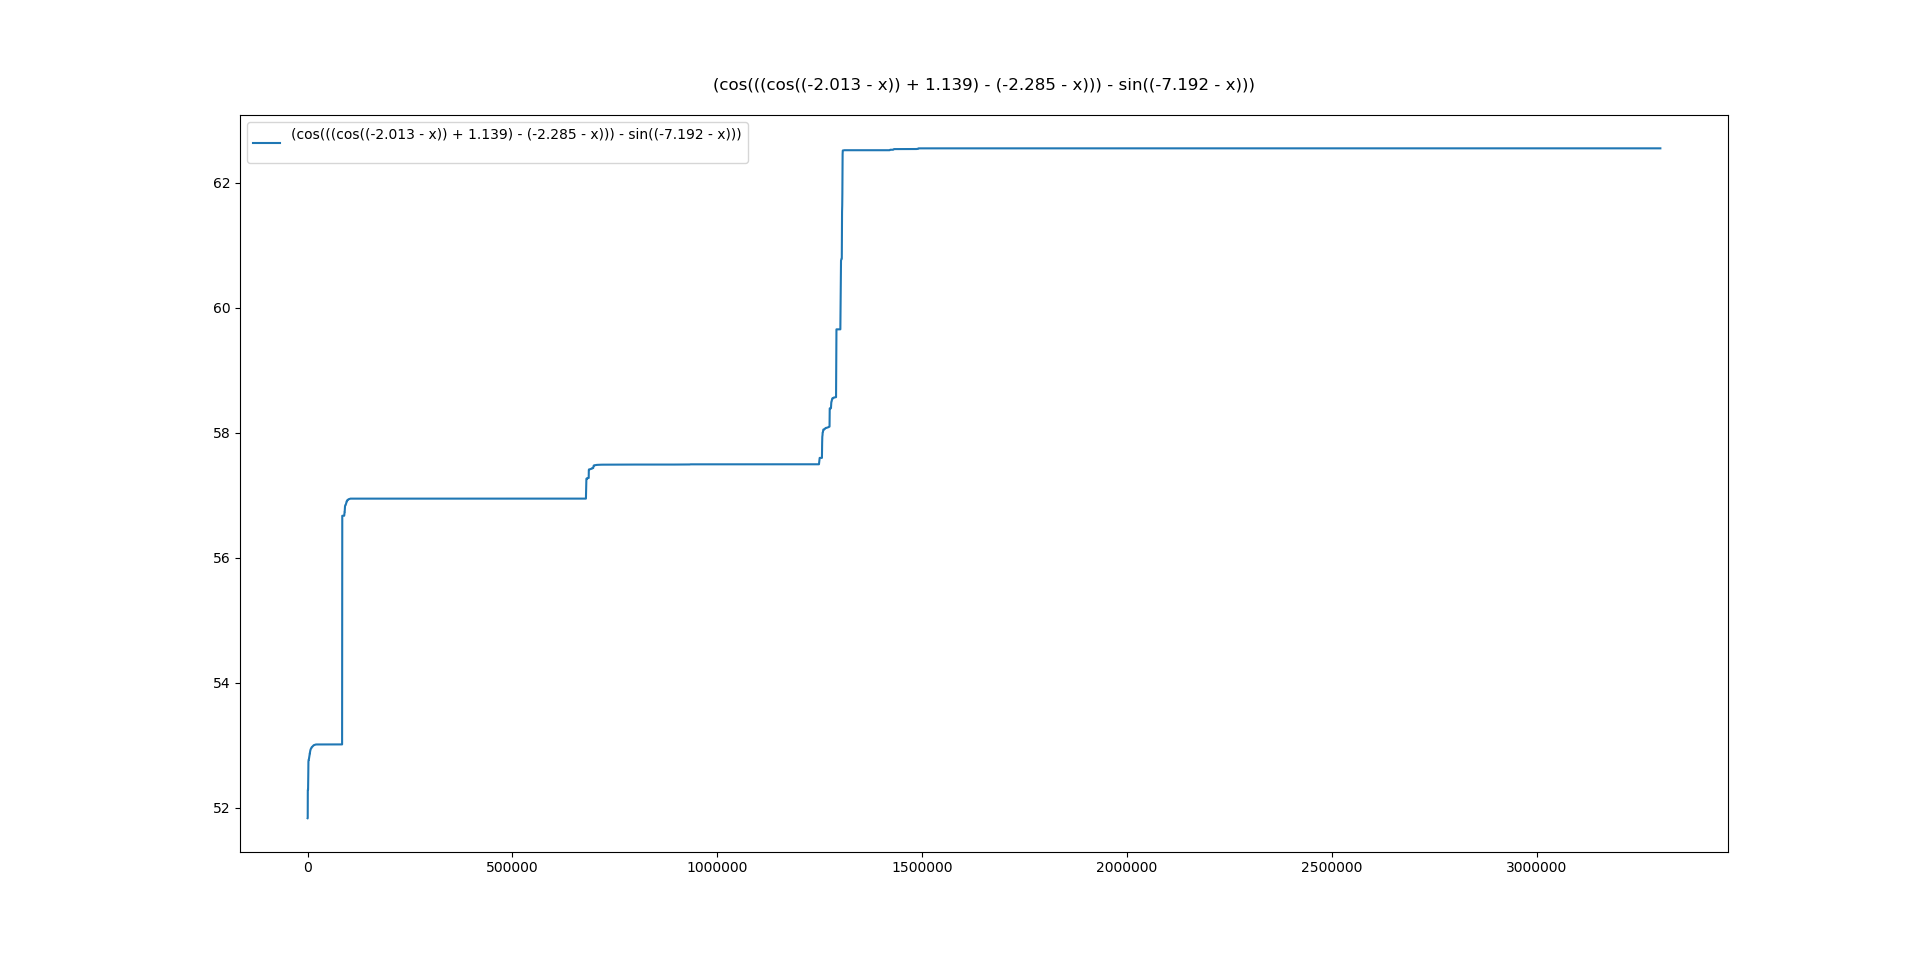 (cos(((cos((-2.013 - x)) + 1.139) - (-2.285 - x))) - sin((-7.192 - x)))
(cos(((cos((-2.013 - x)) + 1.139) - (-2.285 - x))) - sin((-7.192 - x)))
62
60
58
56
54
52
0 500000 1000000 1500000 2000000 2500000 3000000